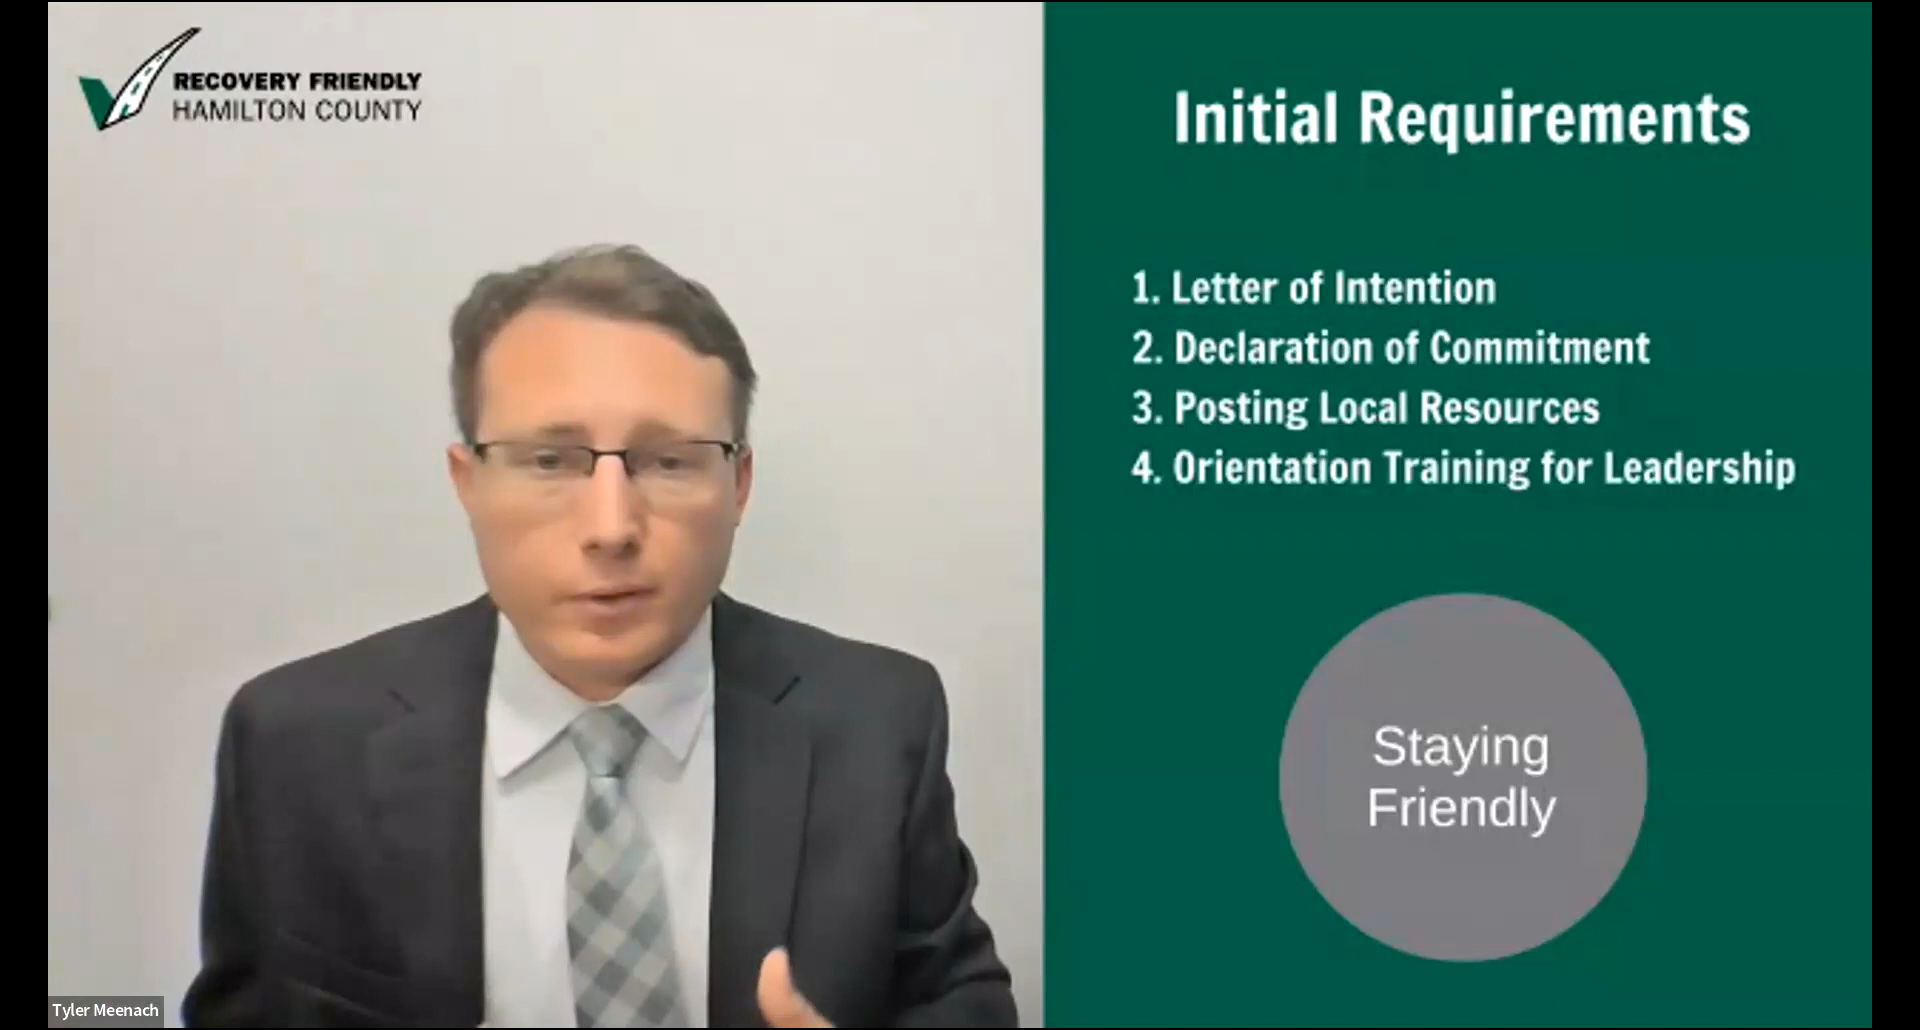 RECOVERY FRIENDLY
HAMILTON COUNTY
Initial Requirements
1. Letter of Intention
2. Declaration of Commitment
3. Posting Local Resources
4. Orientation Training for Leadership
Staying
Friendly
Tyler Meenach